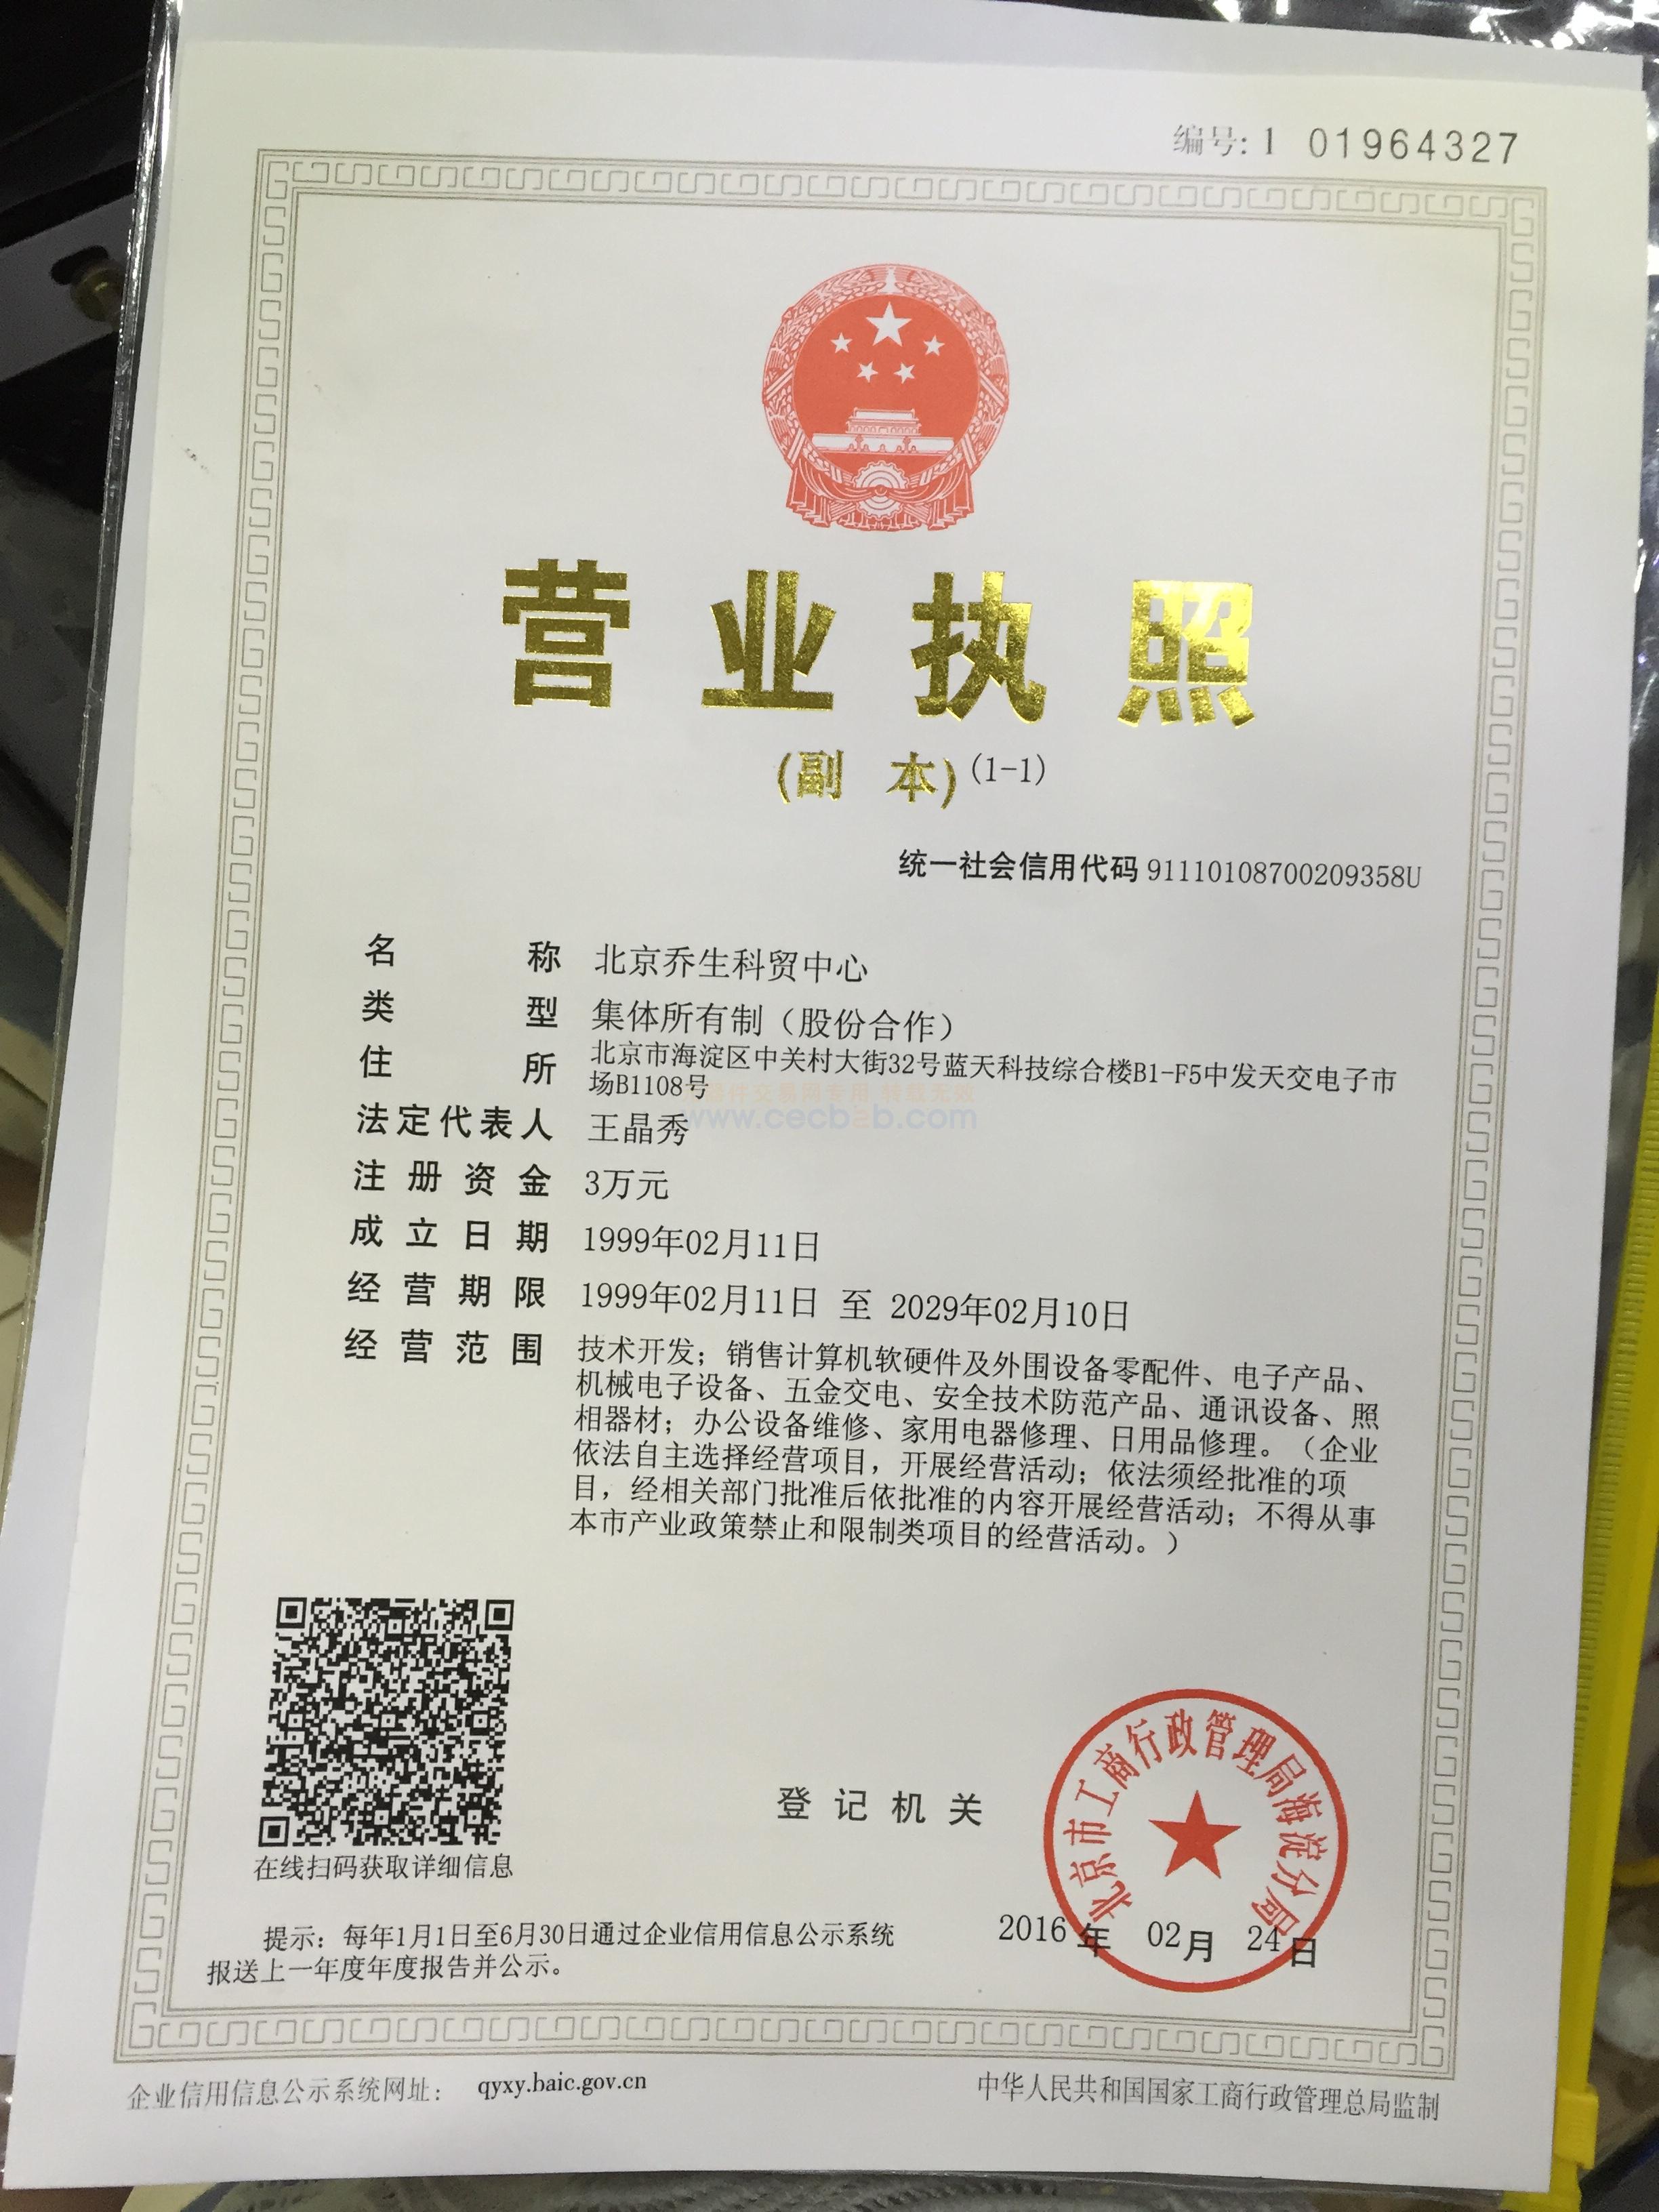 编号: 1 01964327
营业执照
(副 本) (1-1)
统一社会信用代码 91110108700209358U
名称 北京乔生科贸中心
类型 集体所有制（股份合作）
住所 北京市海淀区中关村大街32号蓝天科技综合楼B1-F5中发天交电子市
场B1108号
器件交易网专用 转载无效
www.cecb2b.com
法定代表人 王晶秀
注册资金 3万元
成立日期 1999年02月11日
经营期限 1999年02月11日 至 2029年02月10日
经营范围 技术开发；销售计算机软硬件及外围设备零配件、电子产品、
机械电子设备、五金交电、安全技术防范产品、通讯设备、照
相器材；办公设备维修、家用电器修理、日用品修理。（企业
依法自主选择经营项目，开展经营活动；依法须经批准的项
目，经相关部门批准后依批准的内容开展经营活动；不得从事
本市产业政策禁止和限制类项目的经营活动。）
在线扫码获取详细信息
登记机关
北京市工商行政管理局海淀分局
2016年 02月 24日
提示：每年1月1日至6月30日通过企业信用信息公示系统
报送上一年度年度报告并公示。
企业信用信息公示系统网址： qyxy.baic.gov.cn
中华人民共和国国家工商行政管理总局监制